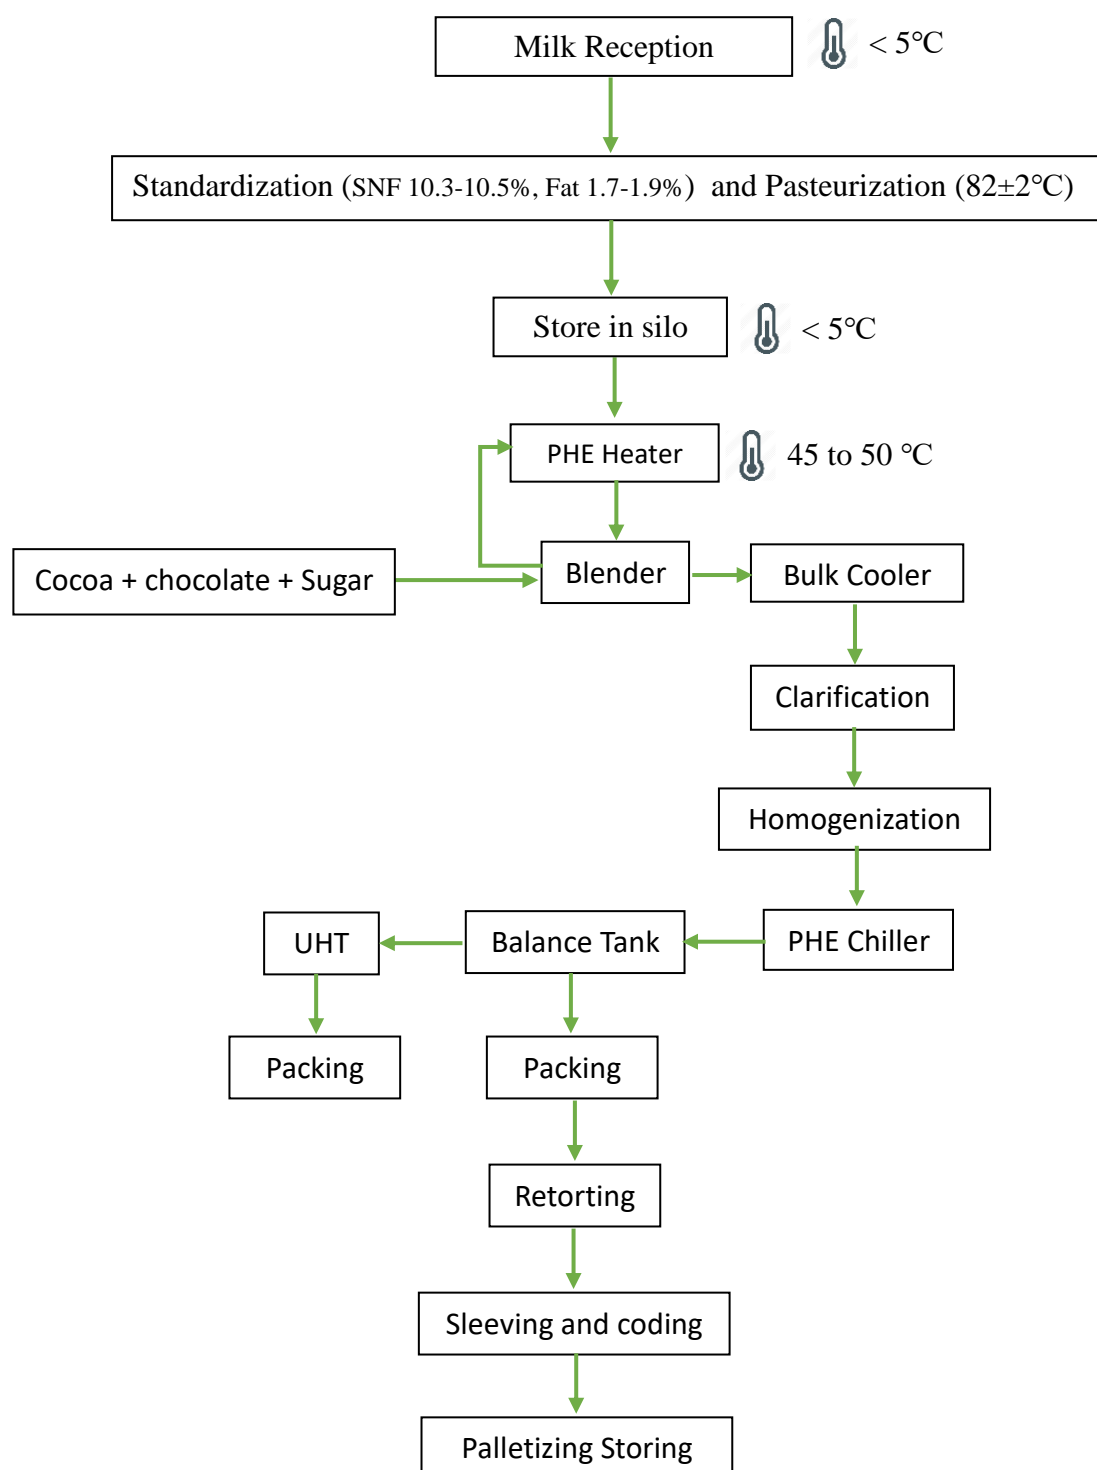 Milk Reception
< 5℃
Standardization (SNF 10.3-10.5%, Fat 1.7-1.9%) and Pasteurization (82±2℃)
Store in silo
< 5℃
PHE Heater
45 to 50 ℃
Cocoa + chocolate + Sugar
Blender
Bulk Cooler
Clarification
Homogenization
UHT
Balance Tank
PHE Chiller
Packing
Packing
Retorting
Sleeving and coding
Palletizing Storing